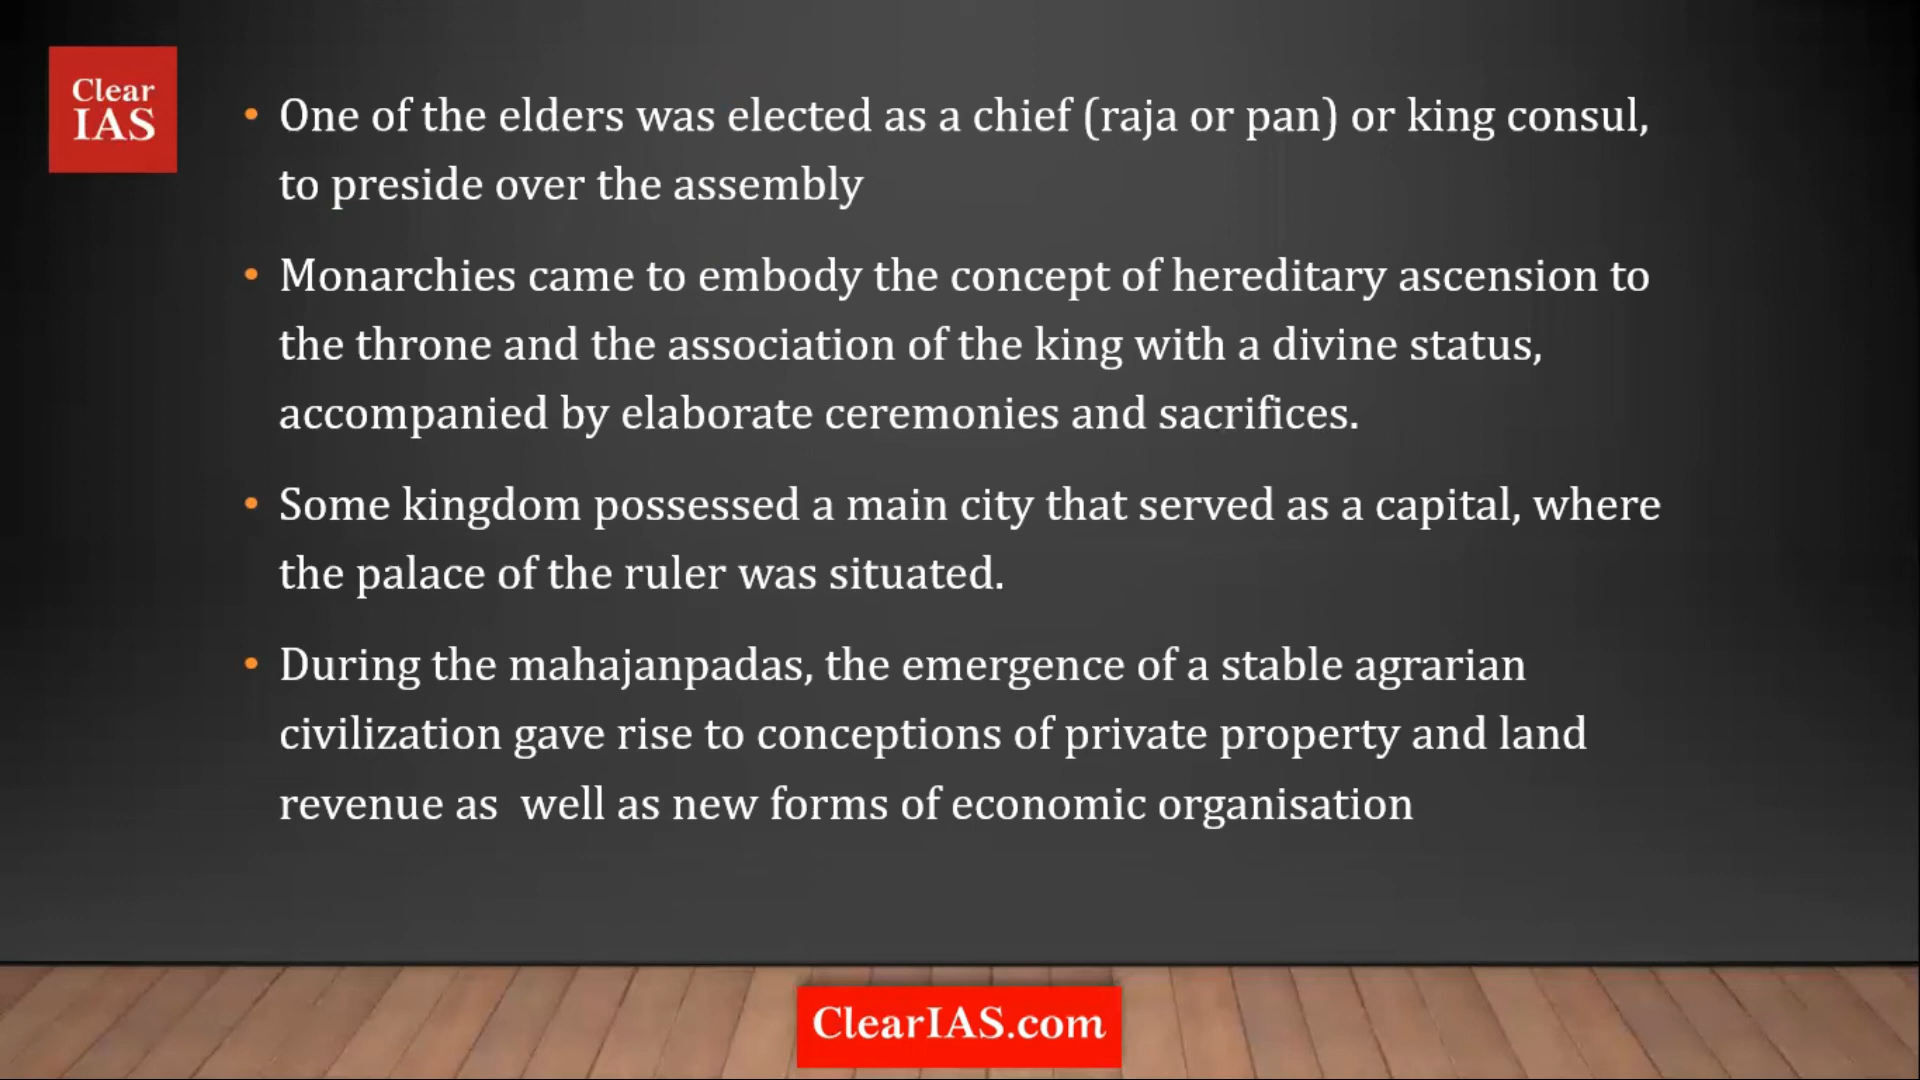 Clear
IAS
• One of the elders was elected as a chief (raja or pan) or king consul,
to preside over the assembly
• Monarchies came to embody the concept of hereditary ascension to
the throne and the association of the king with a divine status,
accompanied by elaborate ceremonies and sacrifices.
• Some kingdom possessed a main city that served as a capital, where
the palace of the ruler was situated.
• During the mahajanpadas, the emergence of a stable agrarian
civilization gave rise to conceptions of private property and land
revenue as  well as new forms of economic organisation
ClearIAS.com